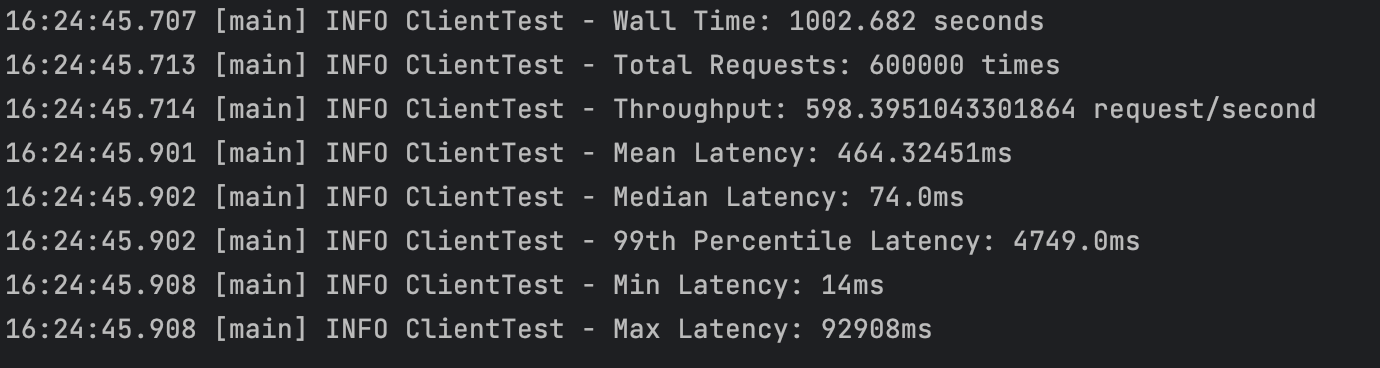 16:24:45.707 [main] INFO ClientTest - Wall Time: 1002.682 seconds
16:24:45.713 [main] INFO ClientTest - Total Requests: 600000 times
16:24:45.714 [main] INFO ClientTest - Throughput: 598.3951043301864 request/second
16:24:45.901 [main] INFO ClientTest - Mean Latency: 464.32451ms
16:24:45.902 [main] INFO ClientTest - Median Latency: 74.0ms
16:24:45.902 [main] INFO ClientTest - 99th Percentile Latency: 4749.0ms
16:24:45.908 [main] INFO ClientTest - Min Latency: 14ms
16:24:45.908 [main] INFO ClientTest - Max Latency: 92908ms